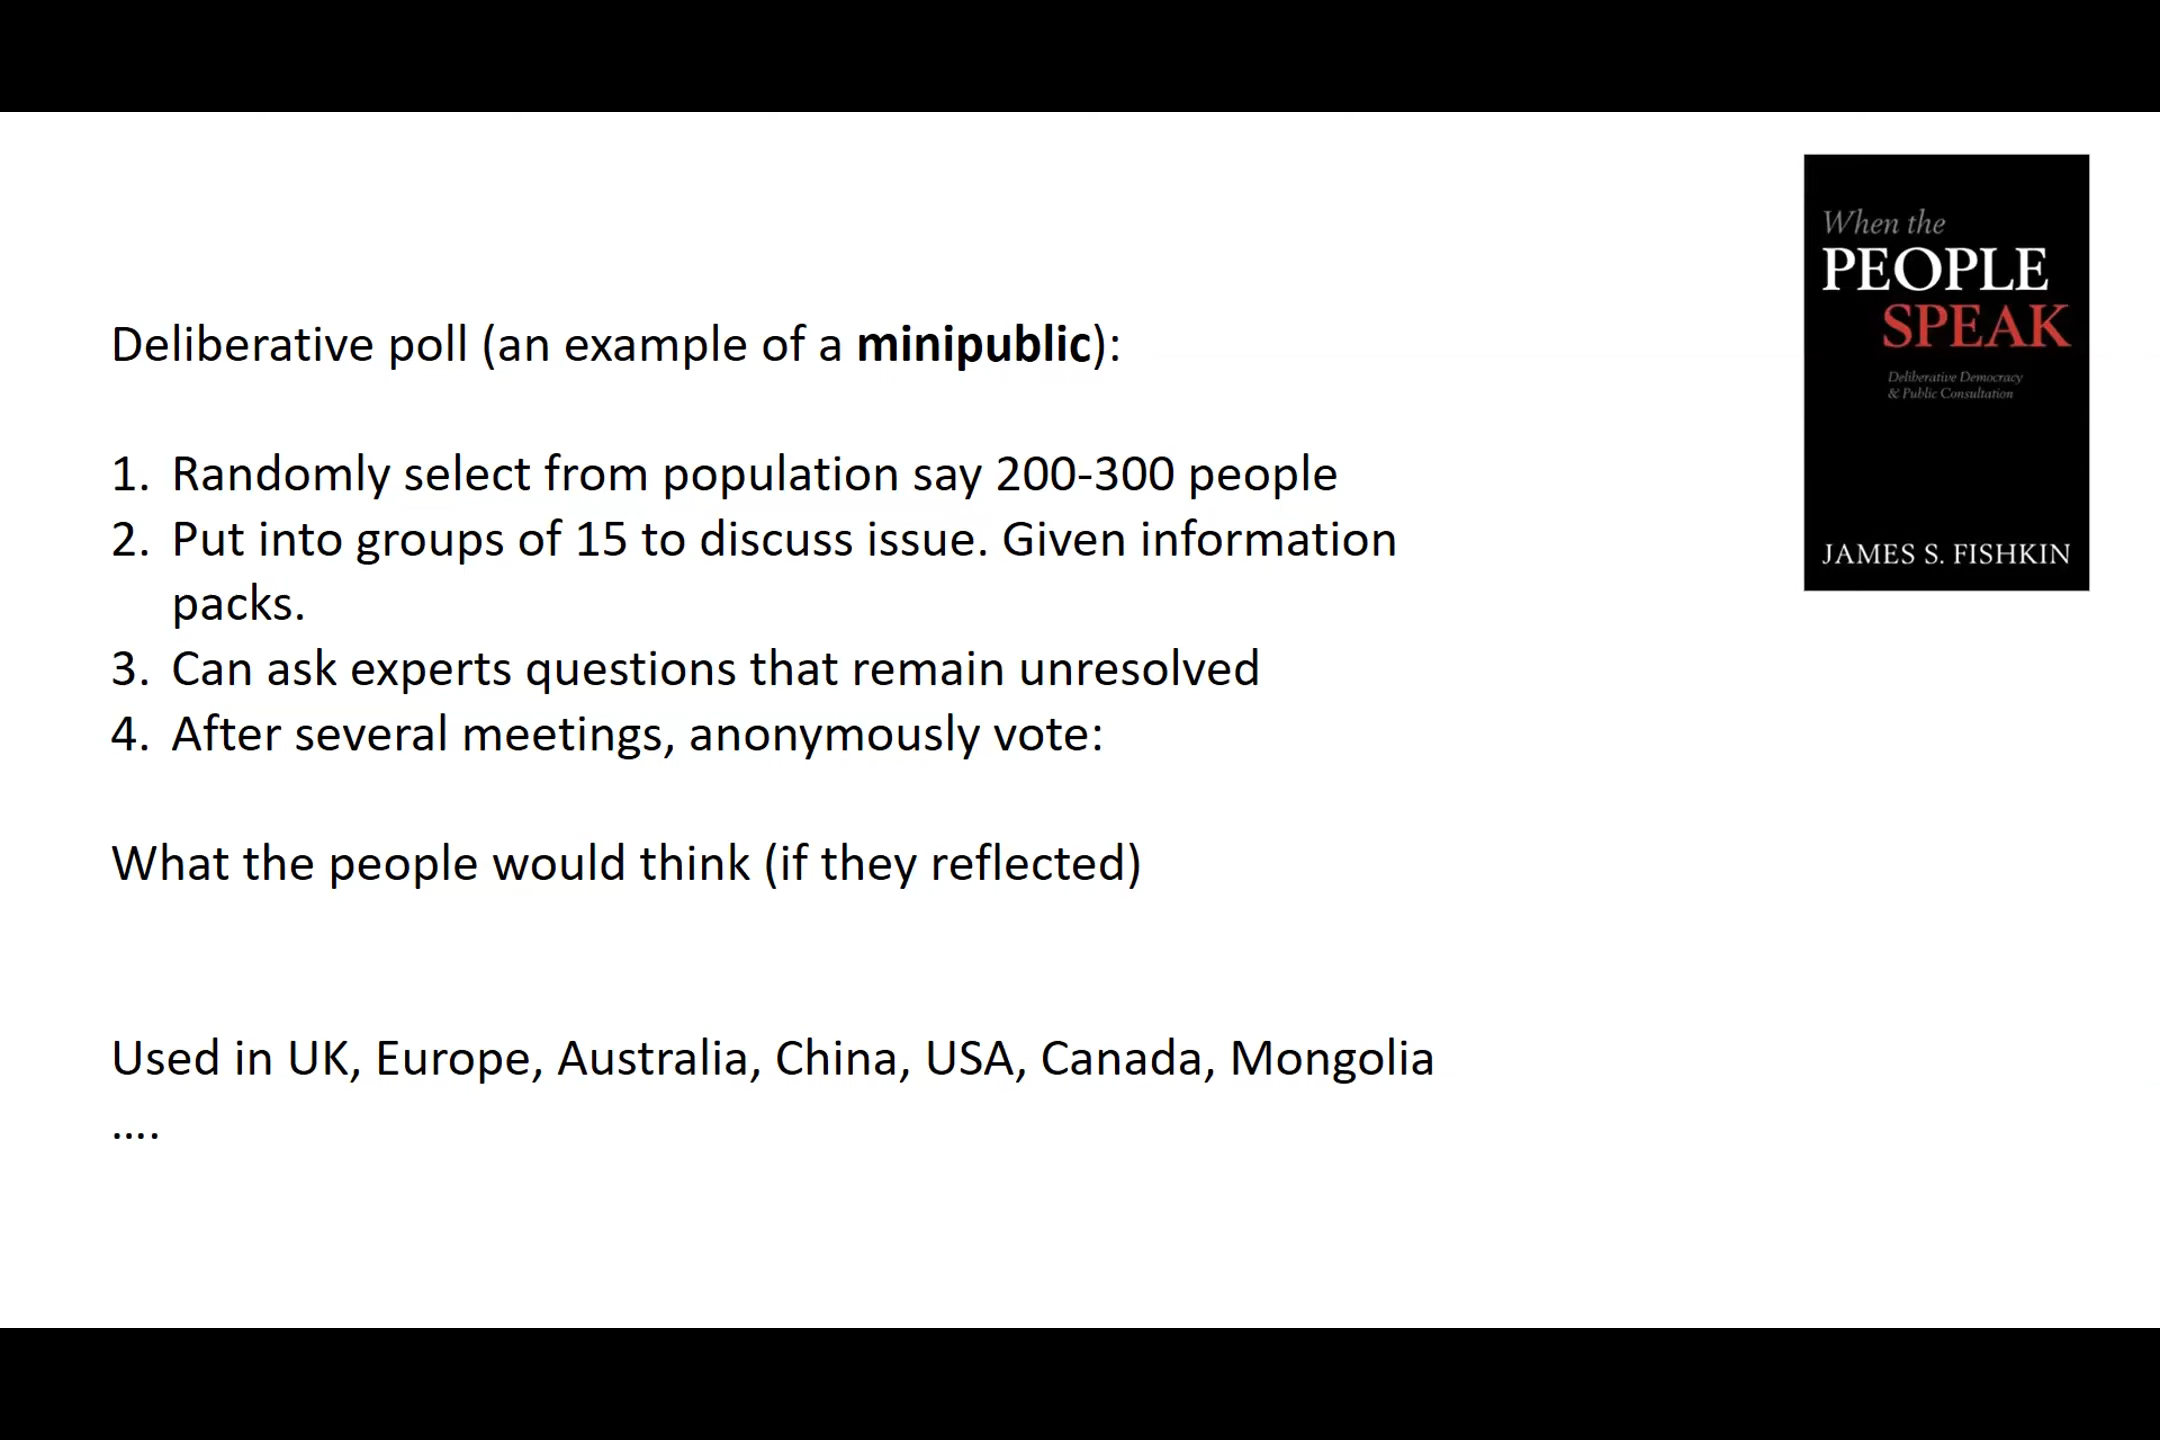 Deliberative poll (an example of a minipublic):
1. Randomly select from population say 200-300 people
2. Put into groups of 15 to discuss issue. Given information
packs.
3. Can ask experts questions that remain unresolved
4. After several meetings, anonymously vote:
What the people would think (if they reflected)
Used in UK, Europe, Australia, China, USA, Canada, Mongolia
....
When the
PEOPLE
SPEAK
Deliberative Democracy
& Public Consultation
JAMES S. FISHKIN